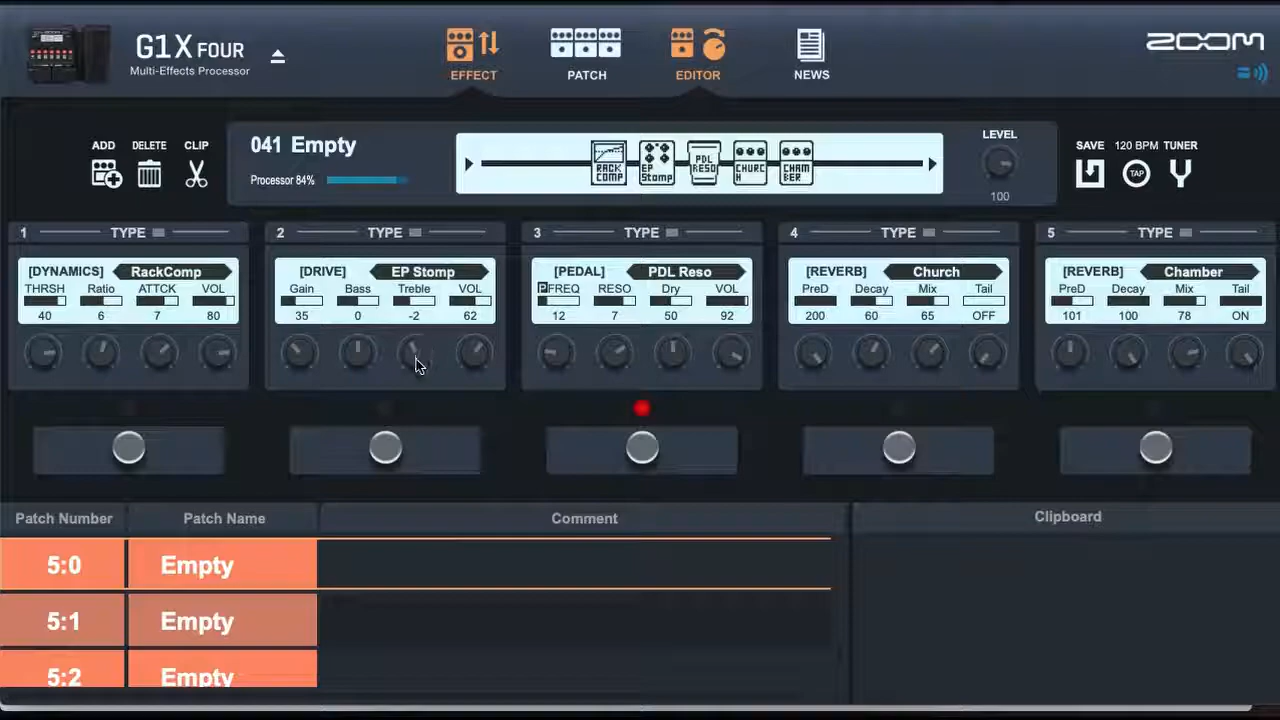 G1X FOUR
Multi-Effects Processor
EFFECT
PATCH
EDITOR
NEWS
ZOOM
ADD DELETE CLIP
041 Empty
Processor 84%
RACK COMP
EP Stomp
PDL RESO
CHURC H
CHAM BER
LEVEL
100
SAVE 120 BPM TUNER
TAP
1 TYPE
[DYNAMICS] RackComp
THRSH Ratio ATTCK VOL
40 6 7 80
2 TYPE
[DRIVE] EP Stomp
Gain Bass Treble VOL
35 0 -2 62
3 TYPE
[PEDAL] PDL Reso
PFREQ RESO Dry VOL
12 7 50 92
4 TYPE
[REVERB] Church
PreD Decay Mix Tail
200 60 65 OFF
5 TYPE
[REVERB] Chamber
PreD Decay Mix Tail
101 100 78 ON
Patch Number Patch Name Comment Clipboard
5:0 Empty
5:1 Empty
5:2 Empty